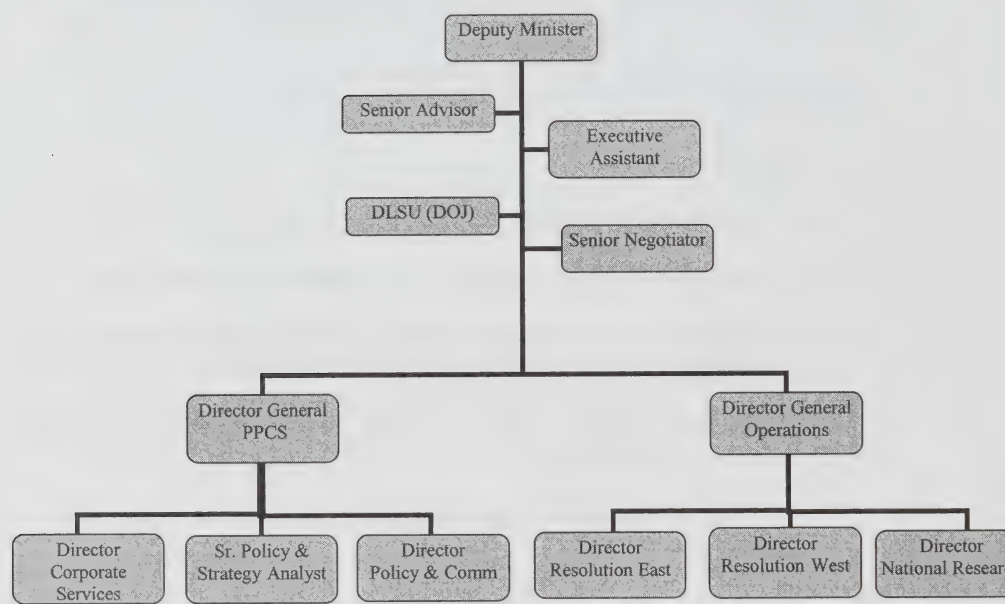 Deputy Minister
Senior Advisor
Executive
Assistant
DLSU (DOJ)
Senior Negotiator
Director General
PPCS
Director General
Operations
Director
Corporate
Services
Sr. Policy &
Strategy Analyst
Director
Policy & Comm
Director
Resolution East
Director
Resolution West
Director
National Resear